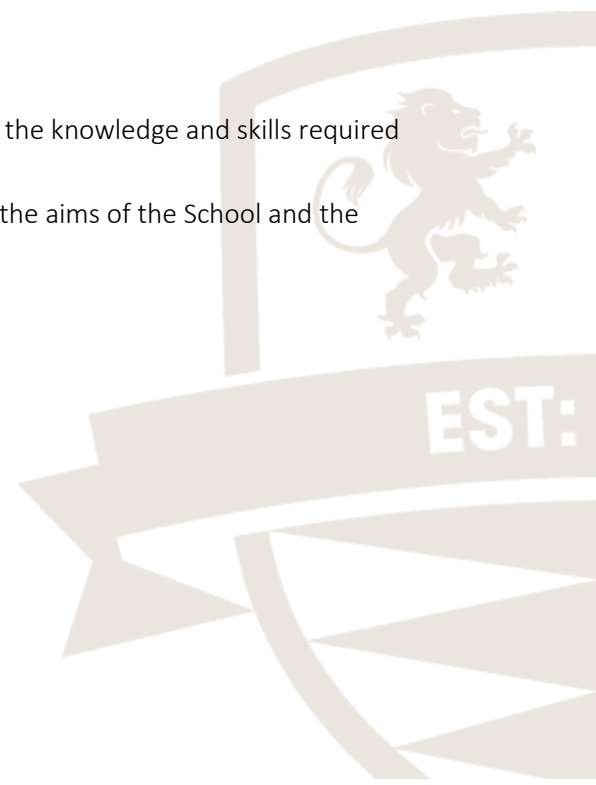 the knowledge and skills required
the aims of the School and the
EST: